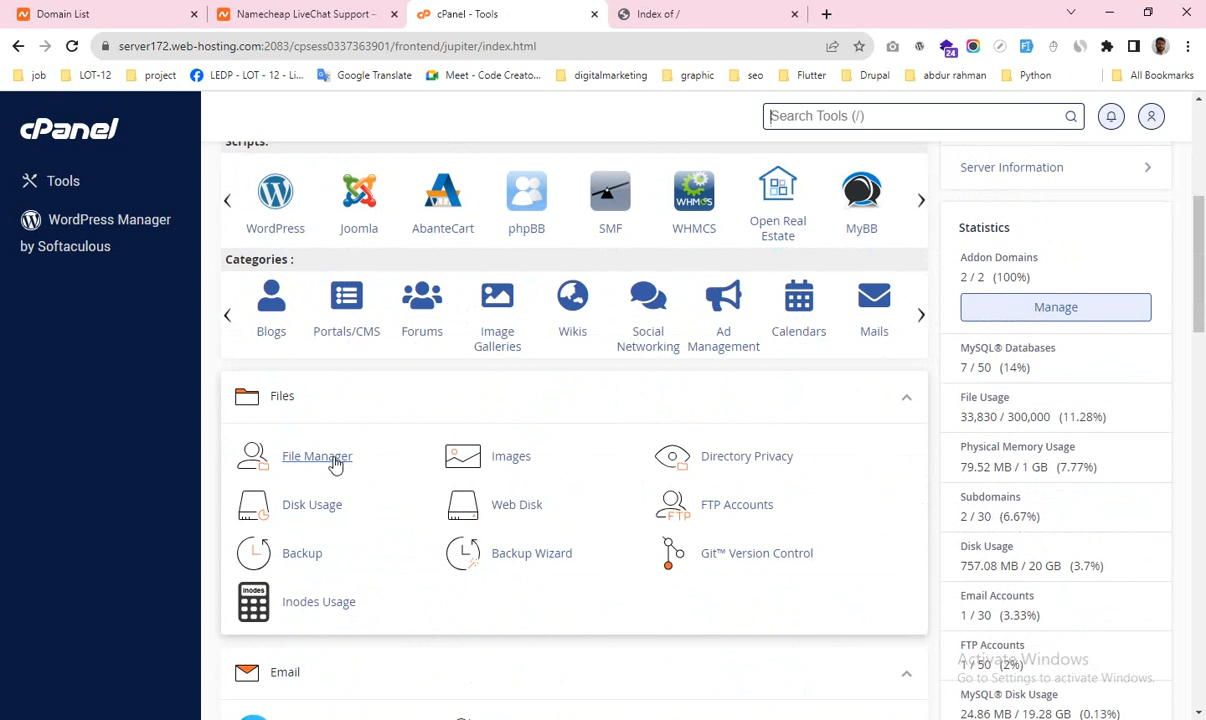 Domain List
Namecheap LiveChat Support –
cPanel - Tools
Index of /
server172.web-hosting.com:2083/cpsess0337363901/frontend/jupiter/index.html
24
job
LOT-12
project
LEDP - LOT - 12 - Li...
Google Translate
Meet - Code Creato...
digitalmarketing
graphic
seo
Flutter
Drupal
abdur rahman
Python
All Bookmarks
cPanel
Search Tools (/)
Tools
WordPress Manager
by Softaculous
Scripts:
WordPress
Joomla
AbanteCart
phpBB
SMF
WHMCS
WHMCS
Open Real
Estate
MyBB
Categories :
Blogs
Portals/CMS
Forums
Image
Galleries
Wikis
Social
Networking
Ad
Management
Calendars
Mails
Files
File Manager
Images
Directory Privacy
Disk Usage
Web Disk
FTP
FTP Accounts
Backup
Backup Wizard
Git™ Version Control
inodes
Inodes Usage
Email
Server Information
Statistics
Addon Domains
2 / 2 (100%)
Manage
MySQL® Databases
7 / 50 (14%)
File Usage
33,830 / 300,000 (11.28%)
Physical Memory Usage
79.52 MB / 1 GB (7.77%)
Subdomains
2 / 30 (6.67%)
Disk Usage
757.08 MB / 20 GB (3.7%)
Email Accounts
1 / 30 (3.33%)
FTP Accounts
1 / 50 (2%)
MySQL® Disk Usage
24.86 MB / 19.28 GB (0.13%)
Activate Windows
Go to Settings to activate Windows.